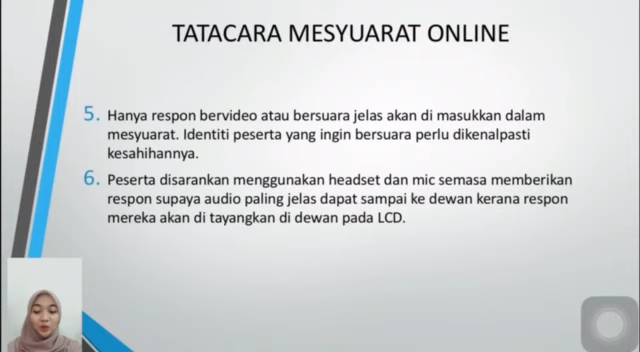 TATACARA MESYUARAT ONLINE
5. Hanya respon bervideo atau bersuara jelas akan di masukkan dalam
mesyuarat. Identiti peserta yang ingin bersuara perlu dikenalpasti
kesahihannya.
6. Peserta disarankan menggunakan headset dan mic semasa memberikan
respon supaya audio paling jelas dapat sampai ke dewan kerana respon
mereka akan di tayangkan di dewan pada LCD.